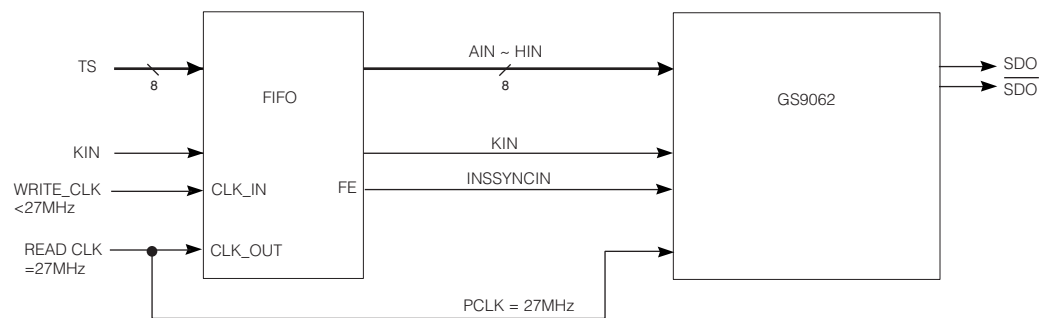 TS
8
KIN
WRITE_CLK
<27MHz
READ CLK
=27MHz
FIFO
CLK_IN
FE
CLK_OUT
AIN ~ HIN
8
KIN
INSSYNCIN
PCLK = 27MHz
GS9062
SDO
SDO